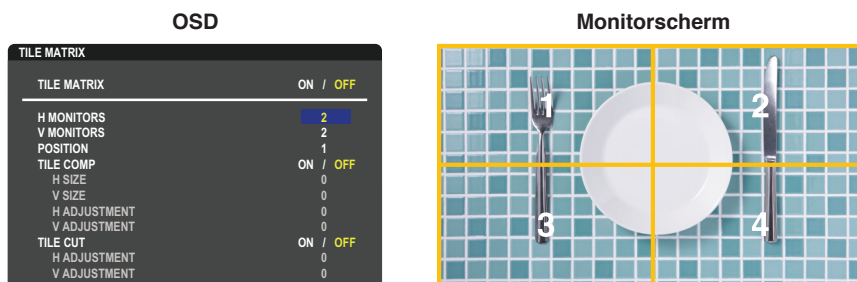 OSD
TILE MATRIX
TILE MATRIX ON / OFF
H MONITORS 2
V MONITORS 2
POSITION 1
TILE COMP ON / OFF
H SIZE 0
V SIZE 0
H ADJUSTMENT 0
V ADJUSTMENT 0
TILE CUT ON / OFF
H ADJUSTMENT 0
V ADJUSTMENT 0
Monitorscherm
1 2
3 4